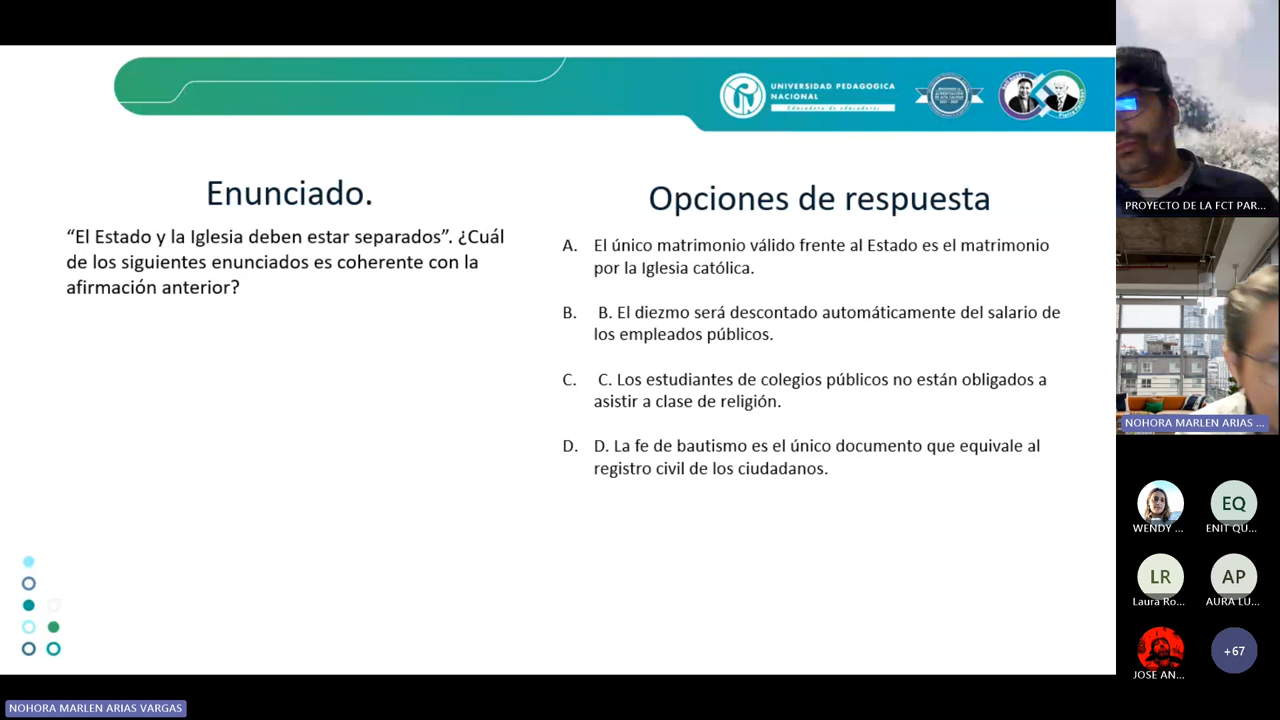 UNIVERSIDAD PEDAGOGICA
NACIONAL
Educadora de educadores
Enunciado.
“El Estado y la Iglesia deben estar separados”. ¿Cuál
de los siguientes enunciados es coherente con la
afirmación anterior?
Opciones de respuesta
A. El único matrimonio válido frente al Estado es el matrimonio
por la Iglesia católica.
B. B. El diezmo será descontado automáticamente del salario de
los empleados públicos.
C. C. Los estudiantes de colegios públicos no están obligados a
asistir a clase de religión.
D. D. La fe de bautismo es el único documento que equivale al
registro civil de los ciudadanos.
PROYECTO DE LA FCT PAR...
NOHORA MARLEN ARIAS ...
WENDY ...
EQ
ENIT QU...
LR
Laura Ro...
AP
AURA LU...
JOSE AN...
+67
NOHORA MARLEN ARIAS VARGAS